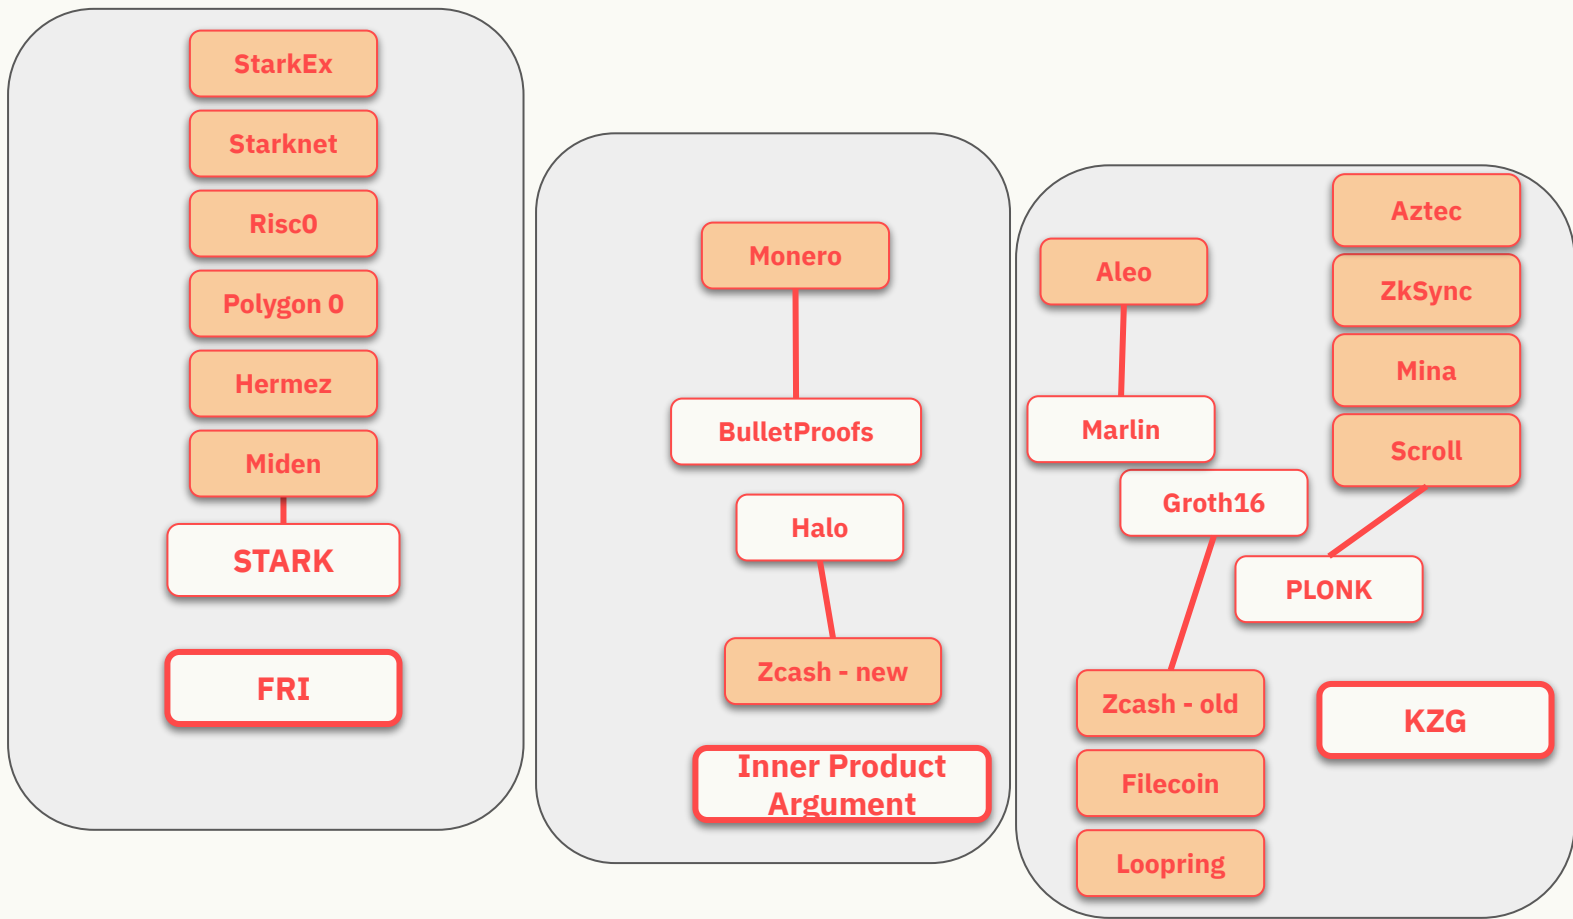 StarkEx
Starknet
Risc0
Polygon 0
Hermez
Miden
STARK
FRI
Monero
BulletProofs
Halo
Zcash - new
Inner Product
Argument
Aleo
Marlin
Groth16
Zcash - old
Filecoin
Loopring
Aztec
ZkSync
Mina
Scroll
PLONK
KZG